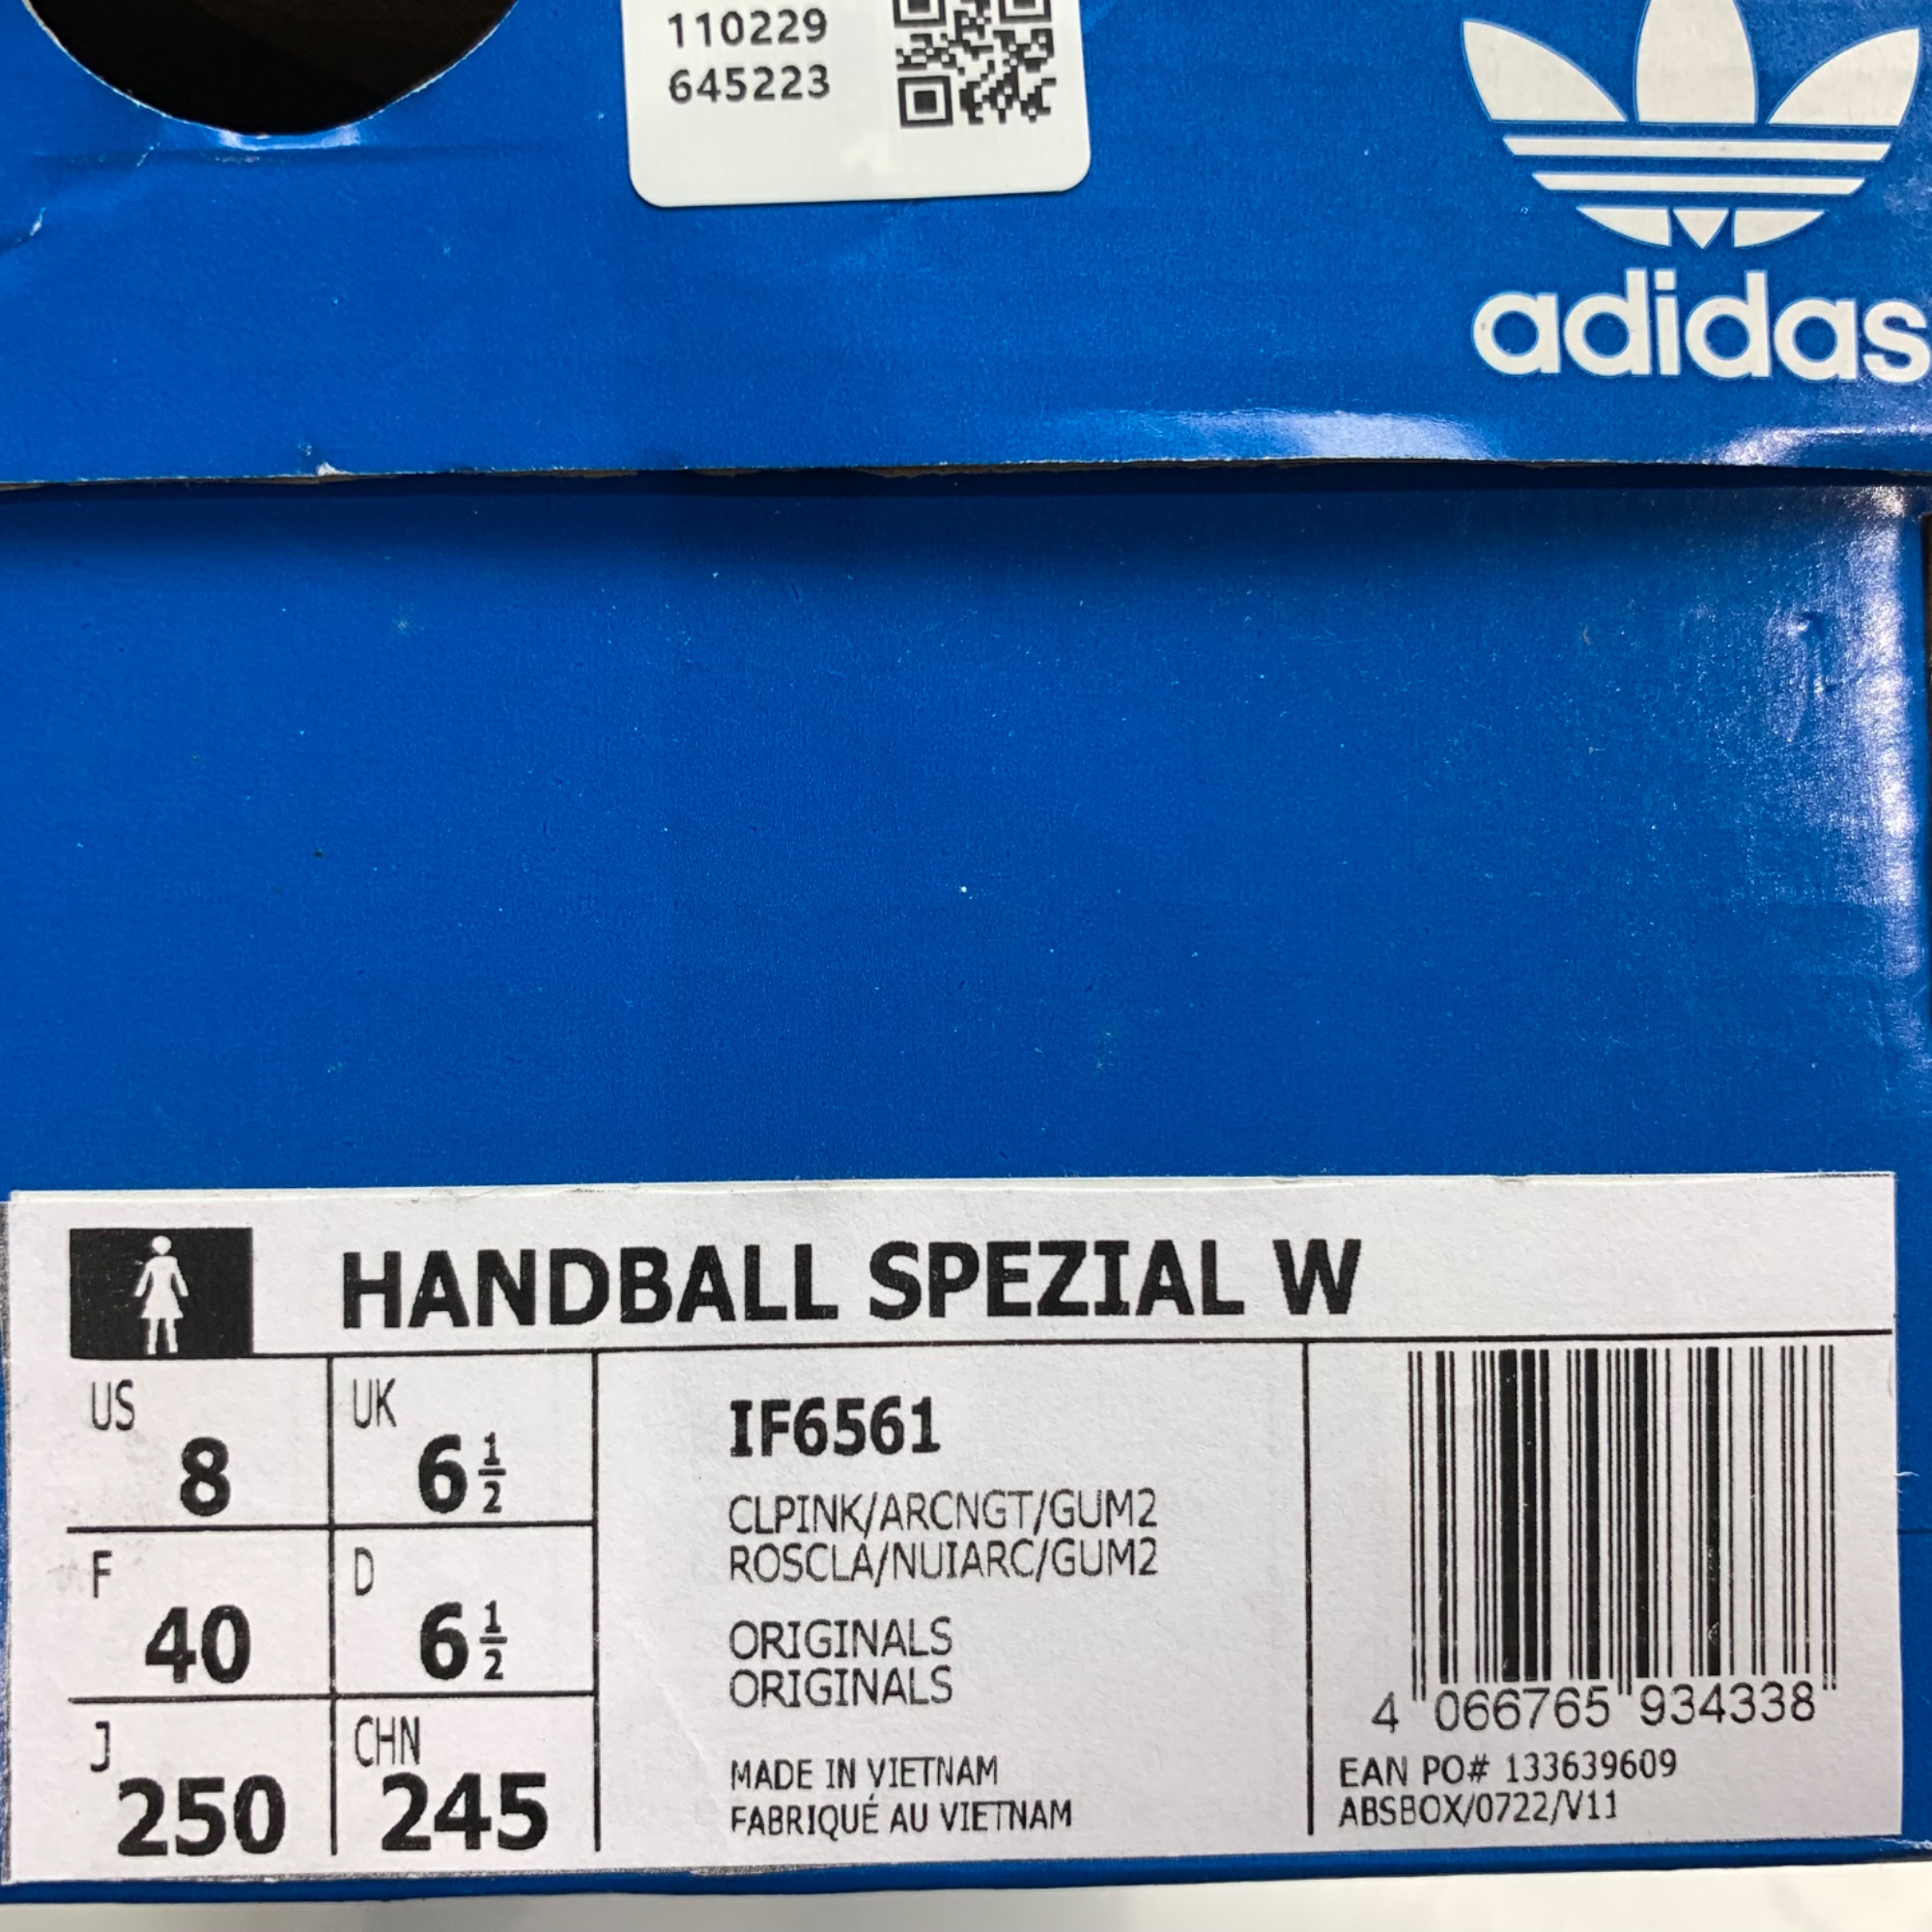 110229
645223
adidas
HANDBALL SPEZIAL W
US 8
UK 6 1/2
F 40
D 6 1/2
J 250
CHN 245
IF6561
CLPINK/ARCNGT/GUM2
ROSCLA/NUIARC/GUM2
ORIGINALS
ORIGINALS
MADE IN VIETNAM
FABRIQUÉ AU VIETNAM
4 066765 934338
EAN PO# 133639609
ABSBOX/0722/V11